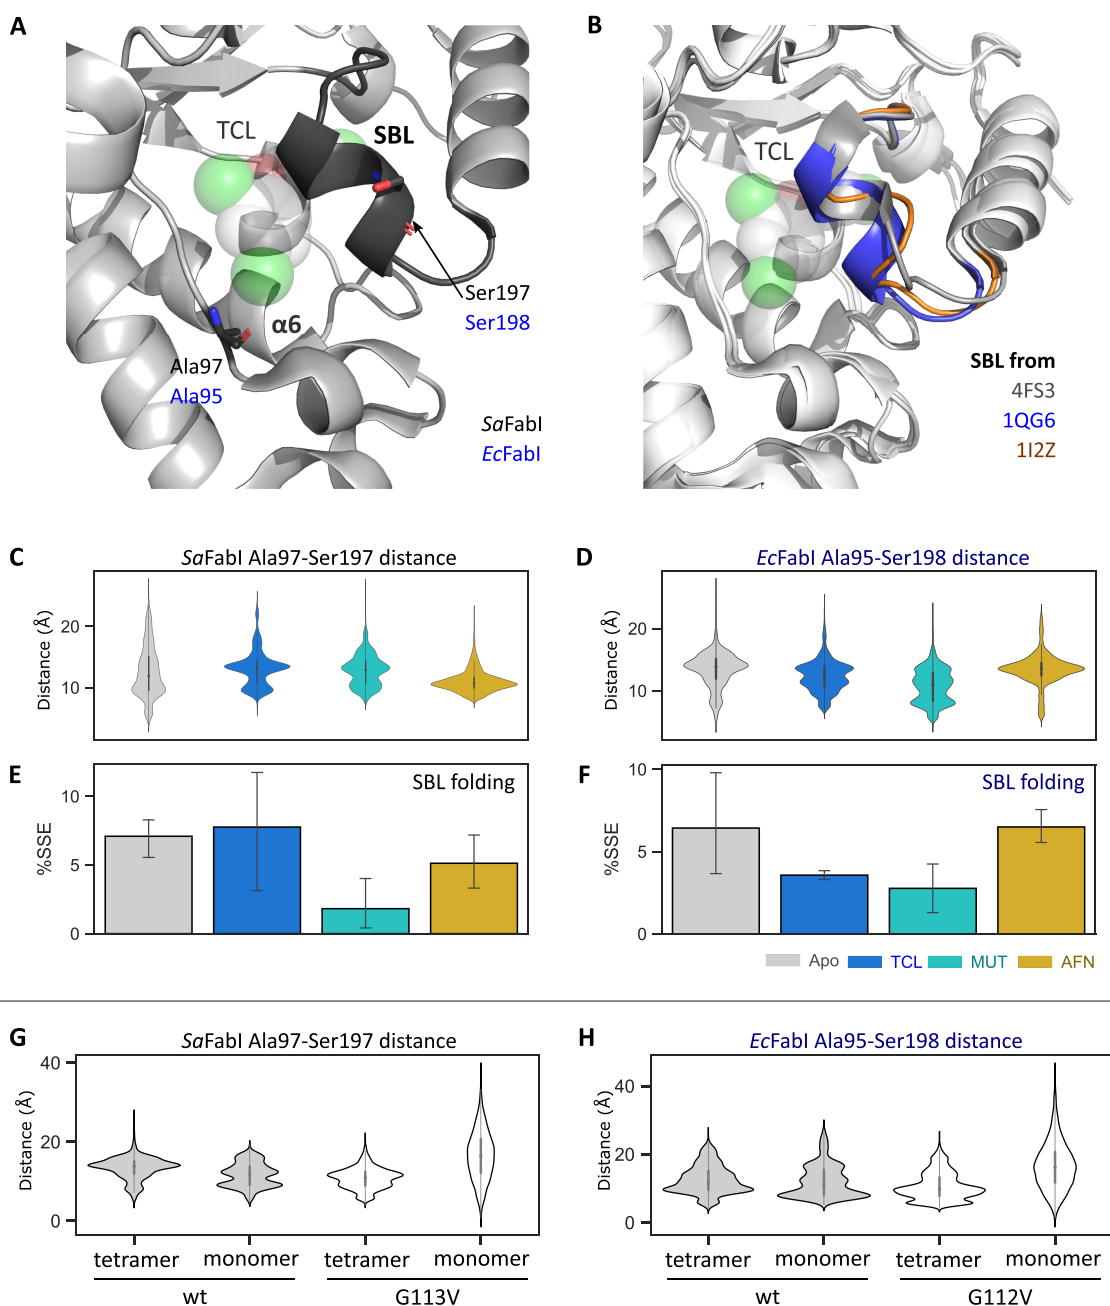 A
TCL
SBL
Ser197
Ser198
α6
Ala97
Ala95
SaFabI
EcFabI
B
TCL
SBL from
4FS3
1QG6
1I2Z
C
SaFabI Ala97-Ser197 distance
Distance (Å)
20
10
D
EcFabI Ala95-Ser198 distance
Distance (Å)
20
10
E
SBL folding
%SSE
10
5
0
F
SBL folding
%SSE
10
5
0
Apo TCL MUT AFN
G
SaFabI Ala97-Ser197 distance
Distance (Å)
40
20
0
tetramer monomer tetramer monomer
wt G113V
H
EcFabI Ala95-Ser198 distance
Distance (Å)
40
20
0
tetramer monomer tetramer monomer
wt G112V